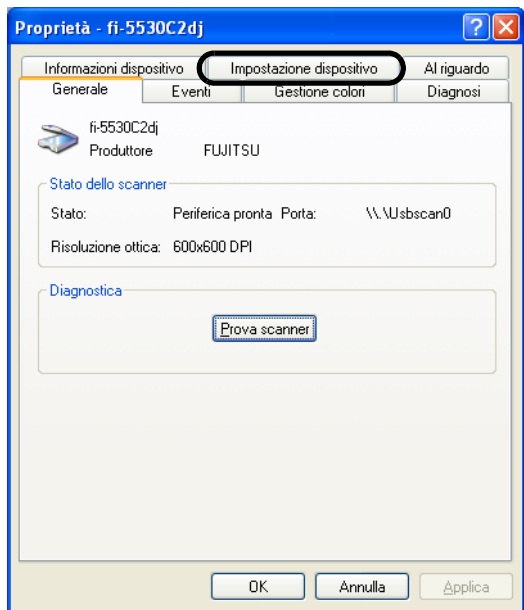 Proprietà - fi-5530C2dj
Informazioni dispositivo Impostazione dispositivo Al riguardo
Generale Eventi Gestione colori Diagnosi
fi-5530C2dj
Produttore FUJITSU
Stato dello scanner
Stato: Periferica pronta Porta: \\.\Usbscan0
Risoluzione ottica: 600x600 DPI
Diagnostica
Prova scanner
OK Annulla Applica